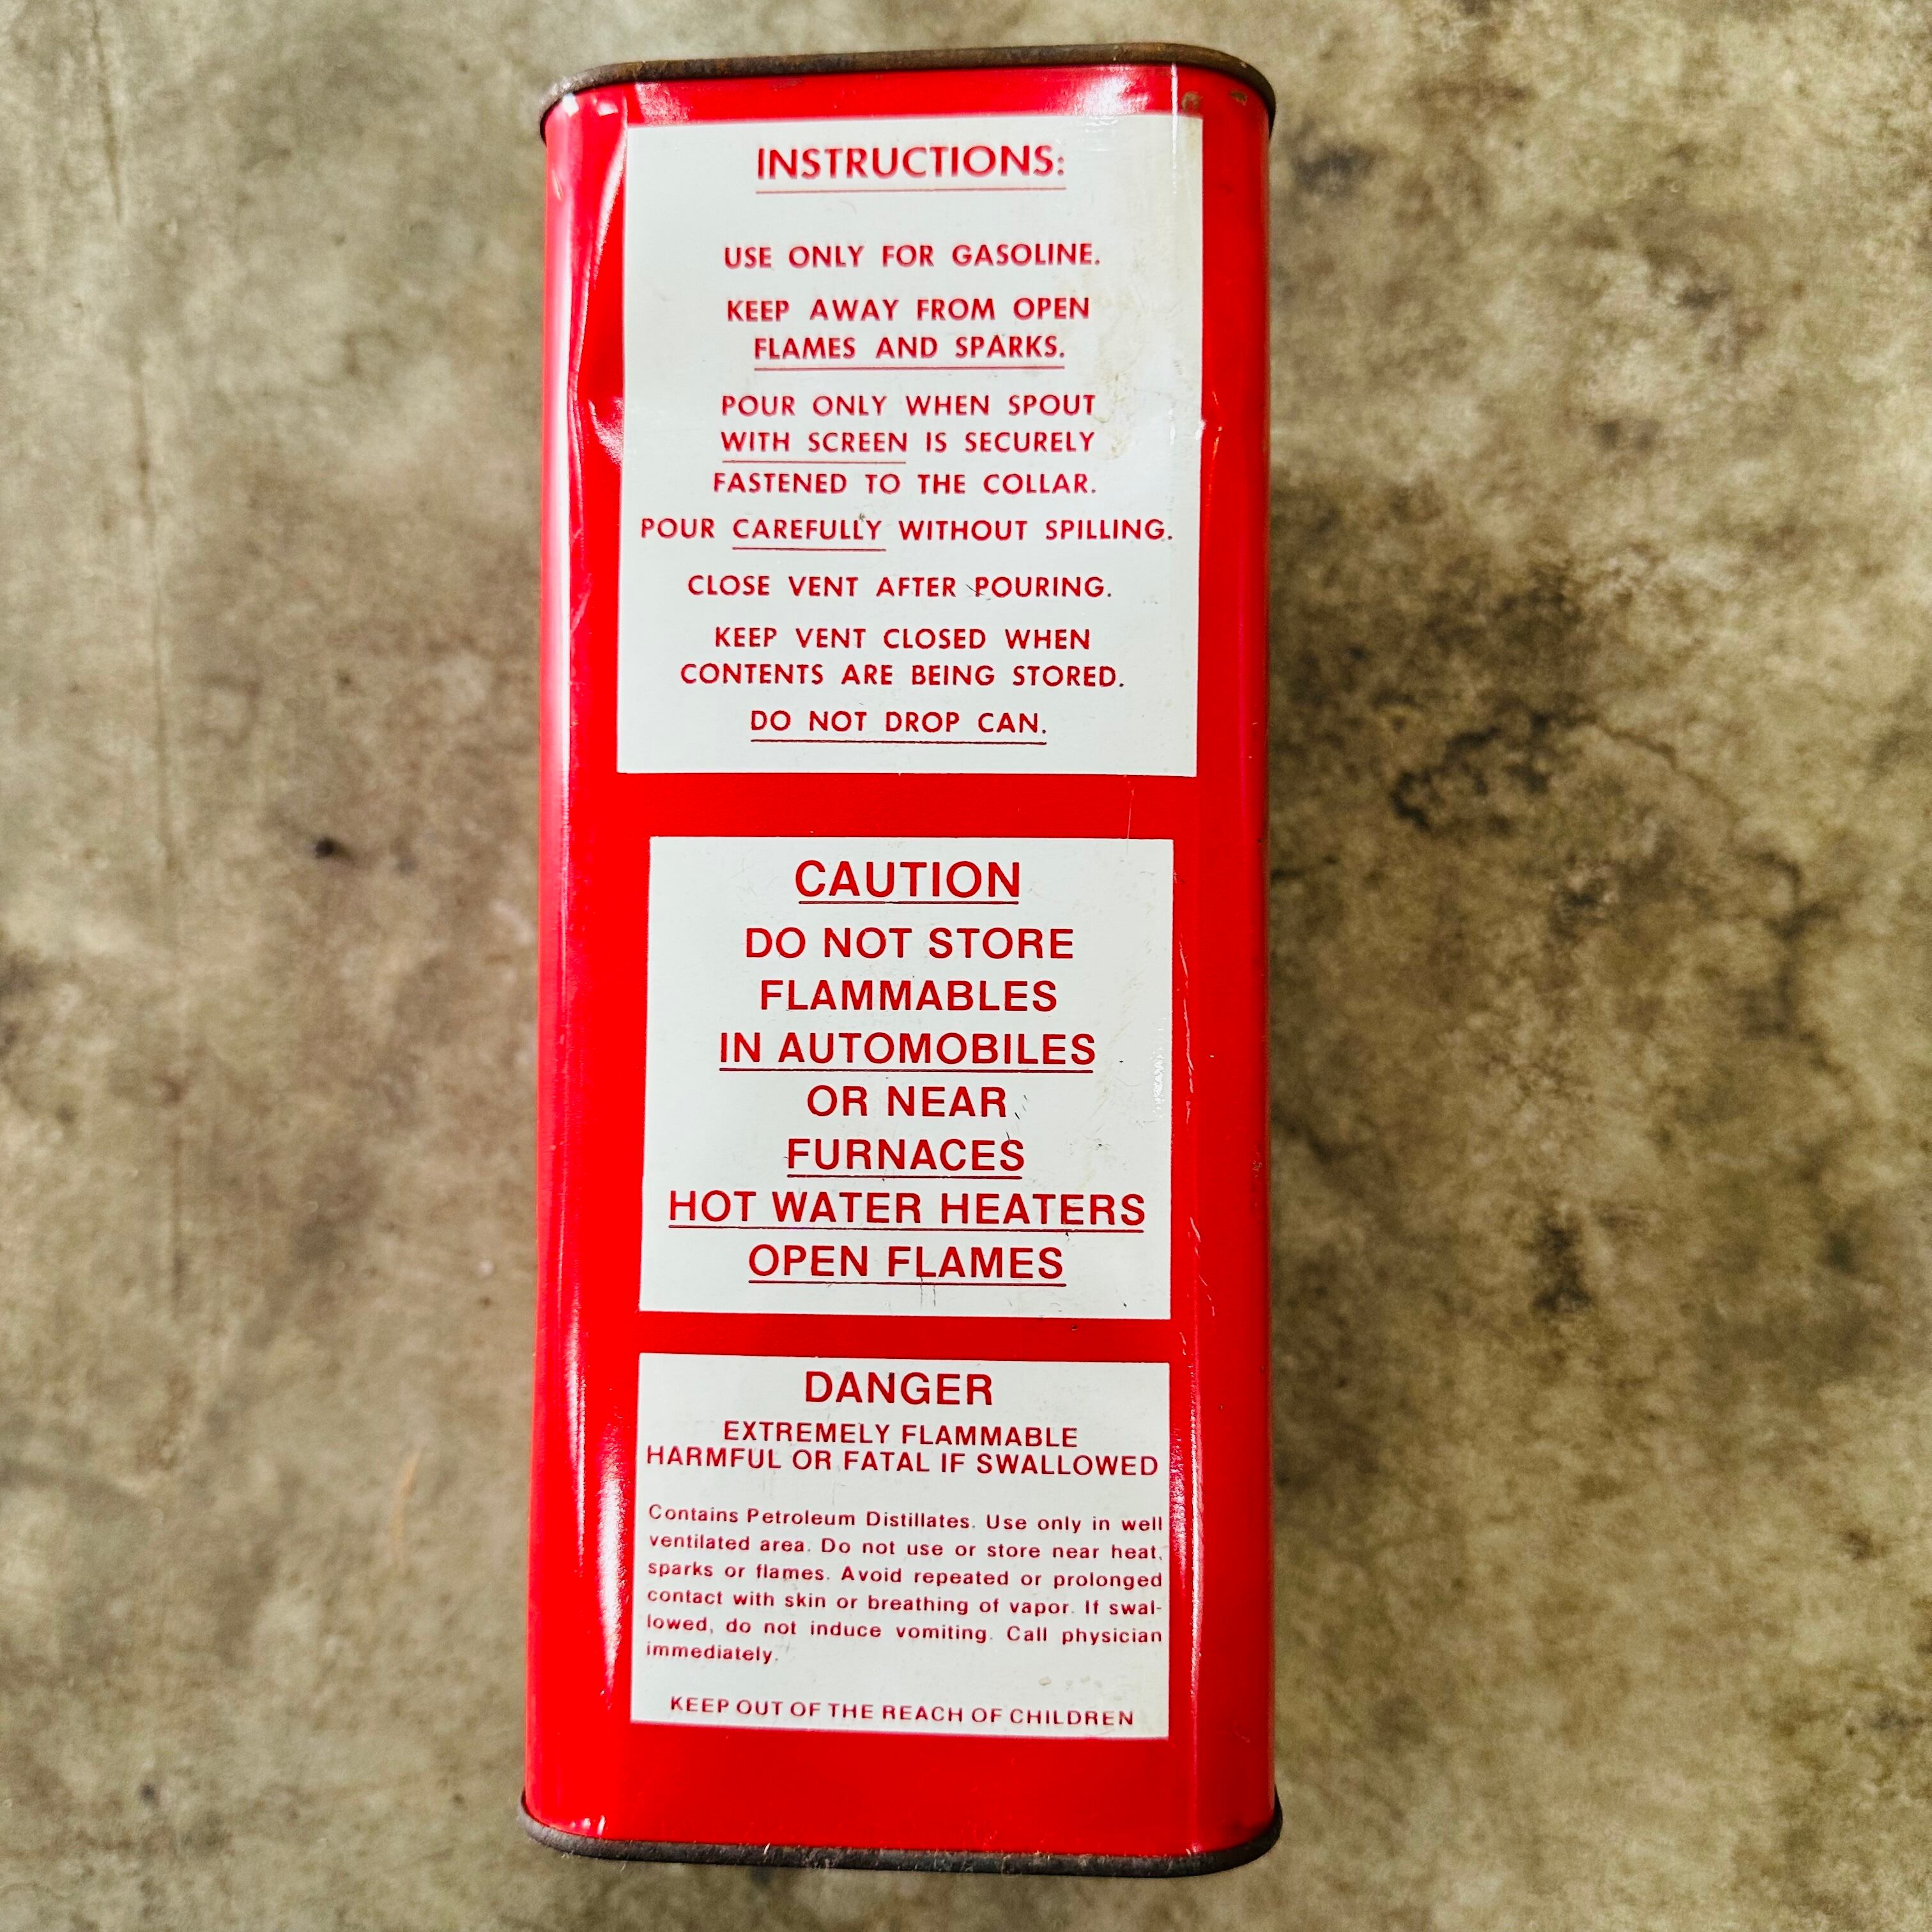 INSTRUCTIONS:
USE ONLY FOR GASOLINE.
KEEP AWAY FROM OPEN
FLAMES AND SPARKS.
POUR ONLY WHEN SPOUT
WITH SCREEN IS SECURELY
FASTENED TO THE COLLAR.
POUR CAREFULLY WITHOUT SPILLING.
CLOSE VENT AFTER POURING.
KEEP VENT CLOSED WHEN
CONTENTS ARE BEING STORED.
DO NOT DROP CAN.
CAUTION
DO NOT STORE
FLAMMABLES
IN AUTOMOBILES
OR NEAR
FURNACES
HOT WATER HEATERS
OPEN FLAMES
DANGER
EXTREMELY FLAMMABLE
HARMFUL OR FATAL IF SWALLOWED
Contains Petroleum Distillates. Use only in well
ventilated area. Do not use or store near heat,
sparks or flames. Avoid repeated or prolonged
contact with skin or breathing of vapor. If swal-
lowed, do not induce vomiting. Call physician
immediately.
KEEP OUT OF THE REACH OF CHILDREN